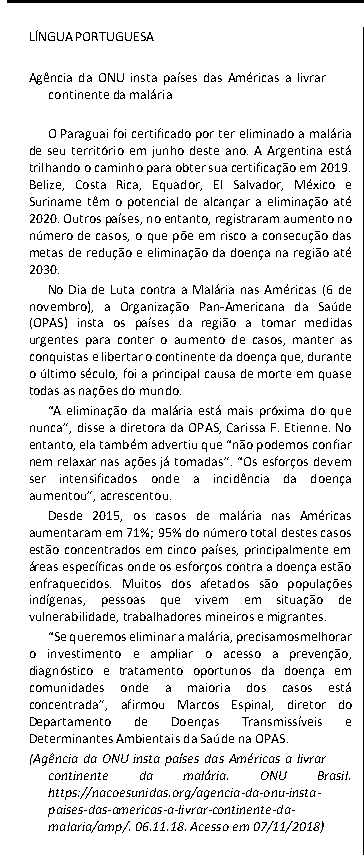 LÍNGUA PORTUGUESA
Agência da ONU insta países das Américas a livrar
continente da malária
O Paraguai foi certificado por ter eliminado a malária
de seu território em junho deste ano. A Argentina está
trilhando o caminho para obter sua certificação em 2019.
Belize, Costa Rica, Equador, El Salvador, México e
Suriname têm o potencial de alcançar a eliminação até
2020. Outros países, no entanto, registraram aumento no
número de casos, o que põe em risco a consecução das
metas de redução e eliminação da doença na região até
2030.
No Dia de Luta contra a Malária nas Américas (6 de
novembro), a Organização Pan-Americana da Saúde
(OPAS) insta os países da região a tomar medidas
urgentes para conter o aumento de casos, manter as
conquistas e libertar o continente da doença que, durante
o último século, foi a principal causa de morte em quase
todas as nações do mundo.
“A eliminação da malária está mais próxima do que
nunca”, disse a diretora da OPAS, Carissa F. Etienne. No
entanto, ela também advertiu que “não podemos confiar
nem relaxar nas ações já tomadas”. “Os esforços devem
ser intensificados onde a incidência da doença
aumentou”, acrescentou.
Desde 2015, os casos de malária nas Américas
aumentaram em 71%; 95% do número total destes casos
estão concentrados em cinco países, principalmente em
áreas específicas onde os esforços contra a doença estão
enfraquecidos. Muitos dos afetados são populações
indígenas, pessoas que vivem em situação de
vulnerabilidade, trabalhadores mineiros e migrantes.
“Se queremos eliminar a malária, precisamos melhorar
o investimento e ampliar o acesso a prevenção,
diagnóstico e tratamento oportunos da doença em
comunidades onde a maioria dos casos está
concentrada”, afirmou Marcos Espinal, diretor do
Departamento de Doenças Transmissíveis e
Determinantes Ambientais da Saúde na OPAS.
(Agência da ONU insta países das Américas a livrar
continente da malária. ONU Brasil.
https://nacoesunidas.org/agencia-da-onu-insta-
paises-das-americas-a-livrar-continente-da-
malaria/amp/. 06.11.18. Acesso em 07/11/2018)